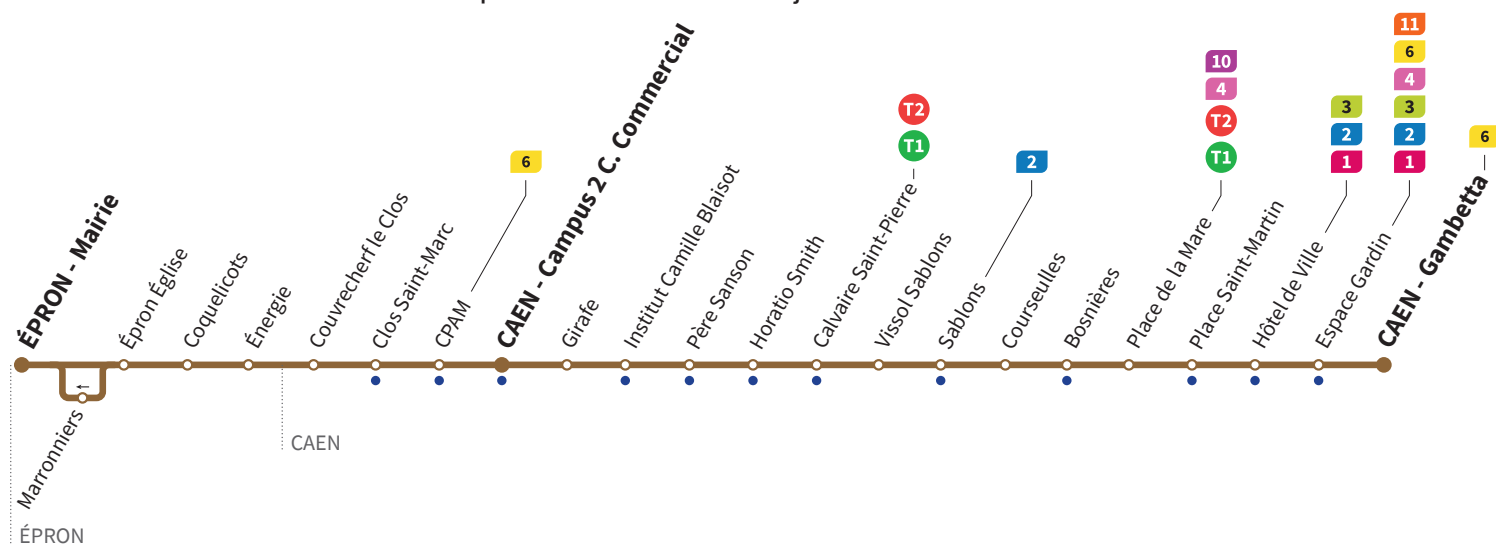 ÉPRON - Mairie
Marronniers
Épron Église
Coquelicots
Énergie
Couvrechef le Clos
Clos Saint-Marc
CPAM
6
CAEN - Campus 2 C. Commercial
Girafe
Institut Camille Blaisot
Père Sanson
Horatio Smith
Calvaire Saint-Pierre
T2
T1
Vissol Sablons
Sablons
2
Courseulles
Bosnières
Place de la Mare
10
4
T2
T1
Place Saint-Martin
Hôtel de Ville
3
2
1
Espace Gardin
11
6
4
3
2
1
CAEN - Gambetta
6
CAEN
ÉPRON